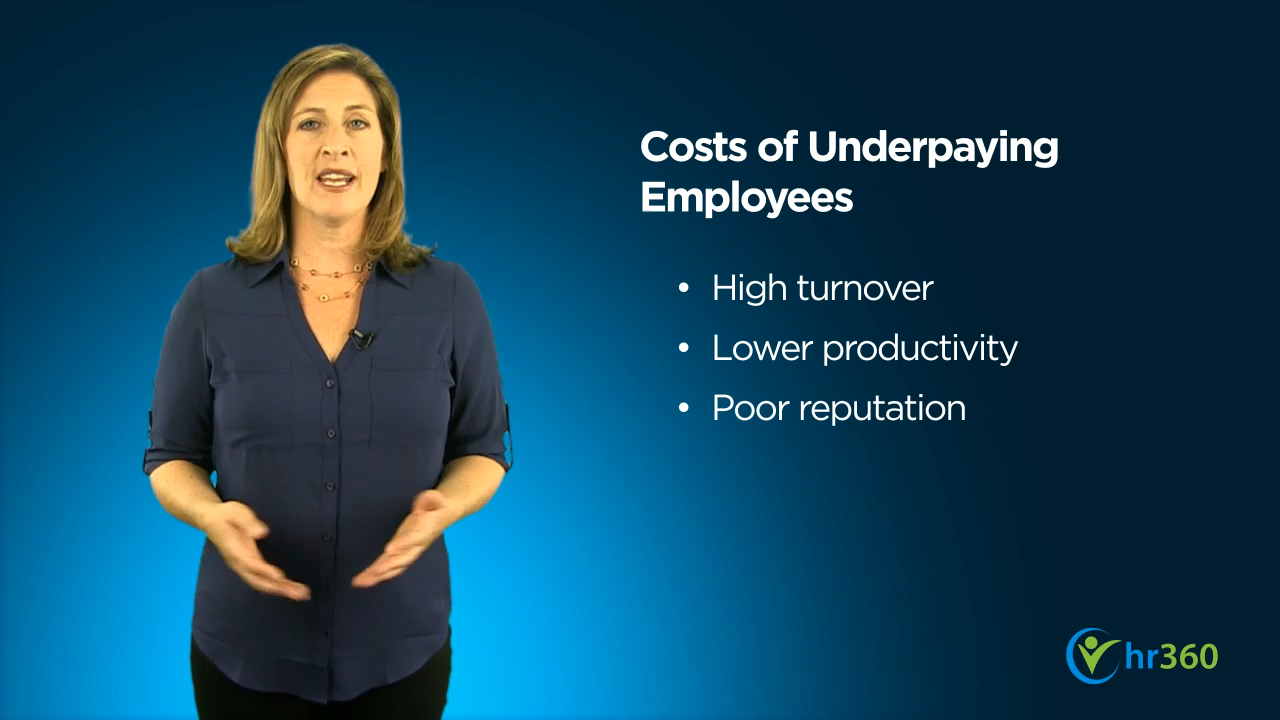 Costs of Underpaying
Employees
• High turnover
• Lower productivity
• Poor reputation
hr360